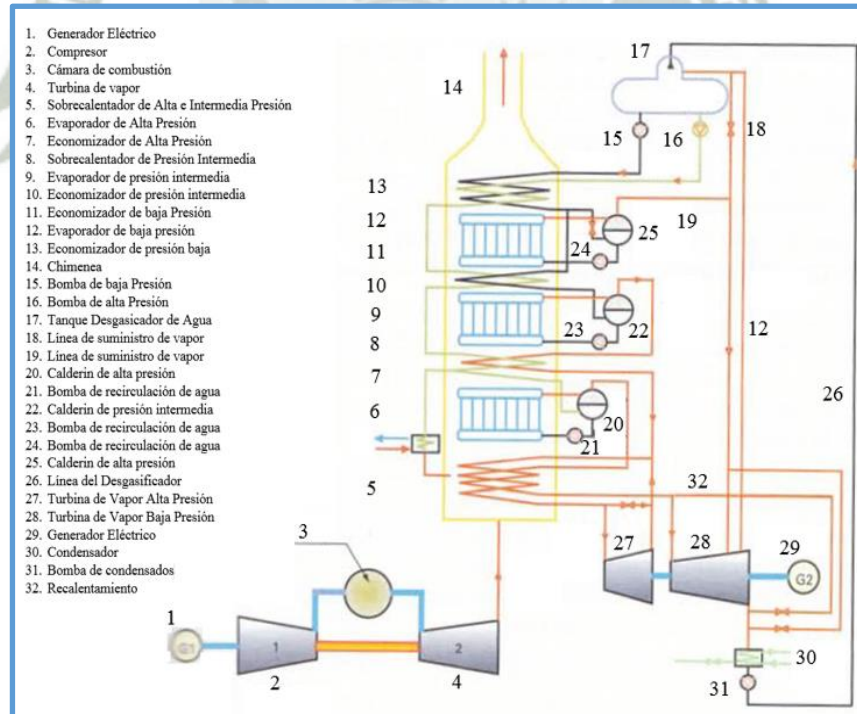 1. Generador Eléctrico
2. Compresor
3. Cámara de combustión
4. Turbina de vapor
5. Sobrecalentador de Alta e Intermedia Presión
6. Evaporador de Alta Presión
7. Economizador de Alta Presión
8. Sobrecalentador de Presión Intermedia
9. Evaporador de presión intermedia
10. Economizador de presión intermedia
11. Economizador de baja Presión
12. Evaporador de baja presión
13. Economizador de presión baja
14. Chimenea
15. Bomba de baja Presión
16. Bomba de alta Presión
17. Tanque Desgasicador de Agua
18. Línea de suministro de vapor
19. Línea de suministro de vapor
20. Calderin de alta presión
21. Bomba de recirculación de agua
22. Calderin de presión intermedia
23. Bomba de recirculación de agua
24. Bomba de recirculación de agua
25. Calderin de alta presión
26. Línea del Desgasificador
27. Turbina de Vapor Alta Presión
28. Turbina de Vapor Baja Presión
29. Generador Eléctrico
30. Condensador
31. Bomba de condensados
32. Recalentamiento
17
14
15
16
18
13
12
25
19
11
24
10
9
23
22
12
8
26
7
6
20
21
5
32
3
27
28
29
G2
1
G1
1
2
30
2
4
31